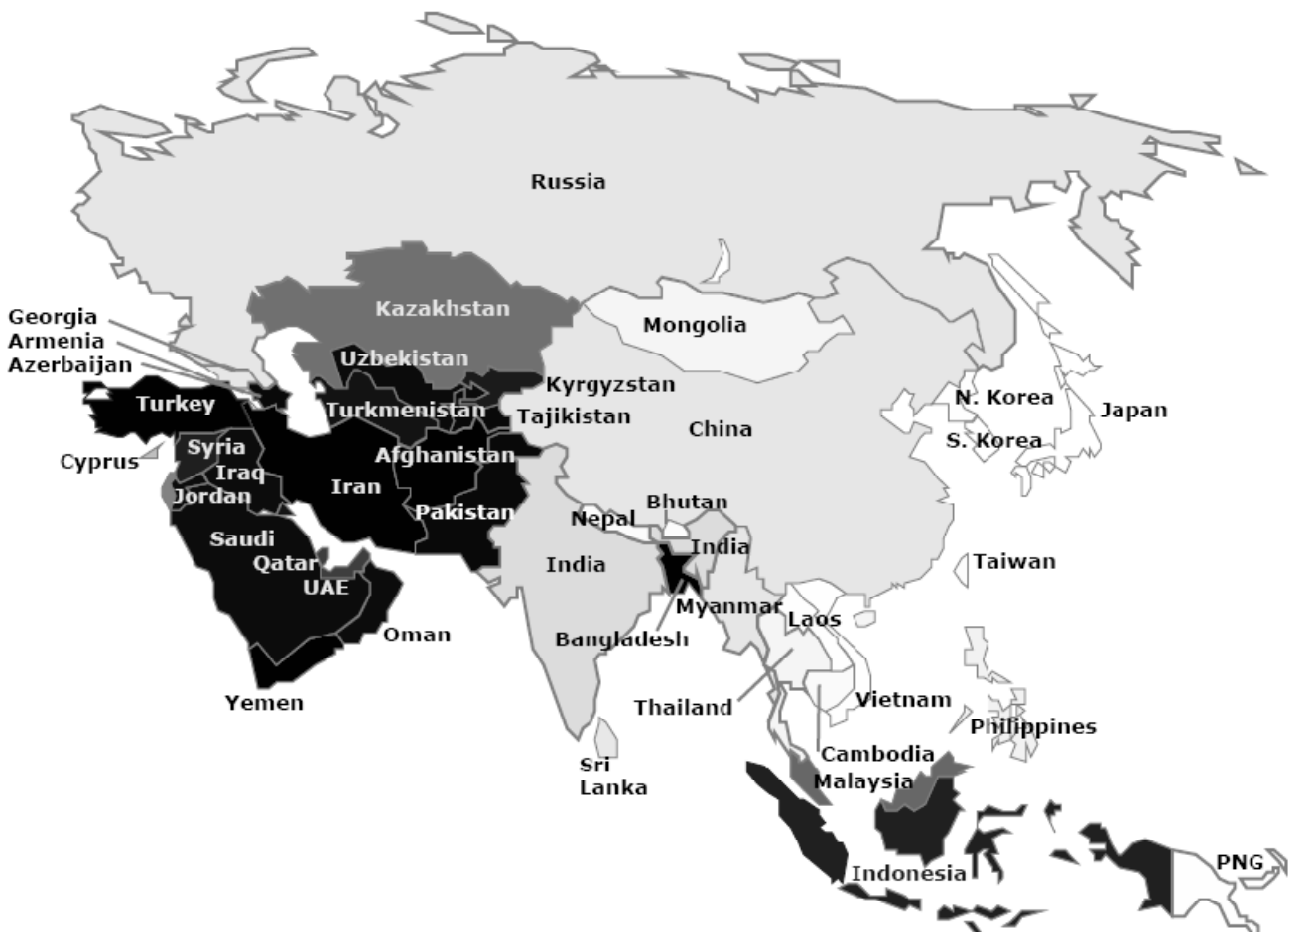 Russia
Kazakhstan
Georgia
Armenia
Azerbaijan
Mongolia
Uzbekistan
Kyrgyzstan
Turkey
Turkmenistan
Tajikistan
N. Korea
Japan
China
S. Korea
Syria
Cyprus
Afghanistan
Iraq
Iran
Jordan
Pakistan
Bhutan
Nepal
Saudi
India
Qatar
India
Taiwan
UAE
Myanmar
Laos
Oman
Bangladesh
Yemen
Thailand
Vietnam
Philippines
Cambodia
Sri
Lanka
Malaysia
Indonesia
PNG